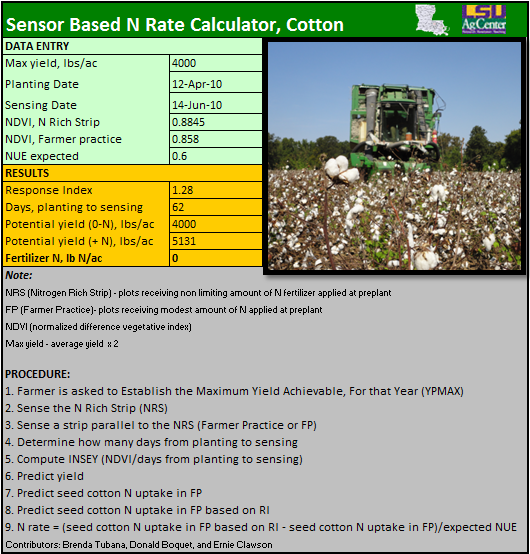 Sensor Based N Rate Calculator, Cotton
LSU
AgCenter
Research Extension Teaching
DATA ENTRY
Max yield, lbs/ac 4000
Planting Date 12-Apr-10
Sensing Date 14-Jun-10
NDVI, N Rich Strip 0.8845
NDVI, Farmer practice 0.858
NUE expected 0.6
RESULTS
Response Index 1.28
Days, planting to sensing 62
Potential yield (0-N), lbs/ac 4000
Potential yield (+ N), lbs/ac 5131
Fertilizer N, lb N/ac 0
Note:
NRS (Nitrogen Rich Strip) - plots receiving non limiting amount of N fertilizer applied at preplant
FP (Farmer Practice)- plots receiving modest amount of N applied at preplant
NDVI (normalized difference vegetative index)
Max yield - average yield x 2
PROCEDURE:
1. Farmer is asked to Establish the Maximum Yield Achievable, For that Year (YPMAX)
2. Sense the N Rich Strip (NRS)
3. Sense a strip parallel to the NRS (Farmer Practice or FP)
4. Determine how many days from planting to sensing
5. Compute INSEY (NDVI/days from planting to sensing)
6. Predict yield
7. Predict seed cotton N uptake in FP
8. Predict seed cotton N uptake in FP based on RI
9. N rate = (seed cotton N uptake in FP based on RI - seed cotton N uptake in FP)/expected NUE
Contributors: Brenda Tubana, Donald Boquet, and Ernie Clawson